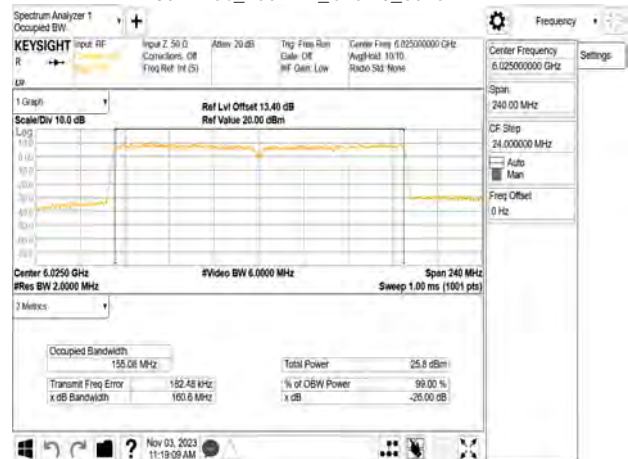 Spectrum Analyzer 1
Occupied BW
Frequency
KEYSIGHT
Input: RF
Input Z: 50 Ω
Atten: 20 dB
Trig: Free Run
Center Freq: 6.025000000 GHz
Corrections: Off
Gate: Off
Avg|Hold: 10/10
Freq Ref: Int (S)
#IF Gain: Low
Radio Std: None
R
Center Frequency
6.025000000 GHz
Settings
Span
240.00 MHz
CF Step
24.000000 MHz
Auto
Man
Freq Offset
0 Hz
1 Graph
Ref Lvl Offset 13.40 dB
Scale/Div 10.0 dB
Ref Value 20.00 dBm
Log
Center 6.0250 GHz
#Video BW 6.0000 MHz
Span 240 MHz
#Res BW 2.0000 MHz
Sweep 1.00 ms (1001 pts)
2 Metrics
Occupied Bandwidth
155.08 MHz
Total Power
25.8 dBm
Transmit Freq Error
182.48 kHz
% of OBW Power
99.00 %
x dB Bandwidth
160.6 MHz
x dB
-26.00 dB
?
Nov 03, 2023
11:19:09 AM